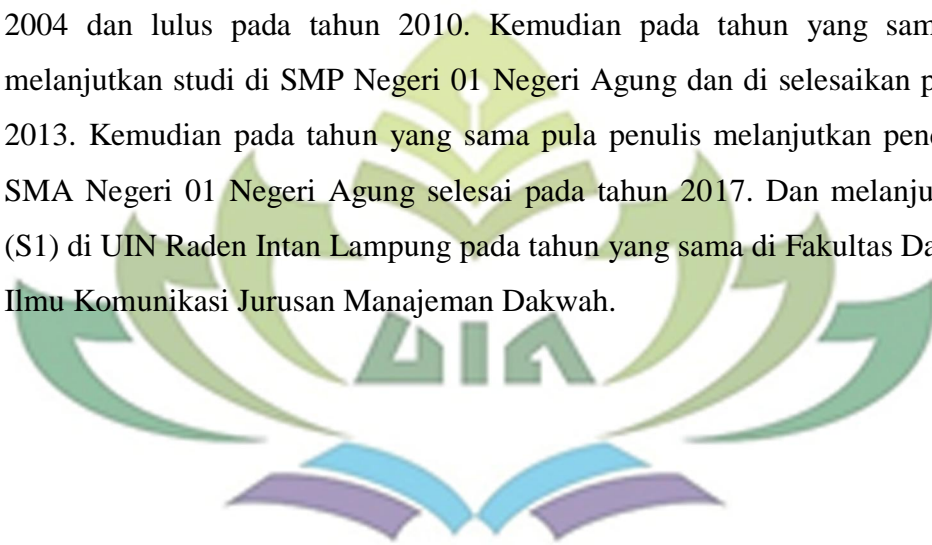 2004 dan lulus pada tahun 2010. Kemudian pada tahun yang sam
melanjutkan studi di SMP Negeri 01 Negeri Agung dan di selesaikan p
2013. Kemudian pada tahun yang sama pula penulis melanjutkan pend
SMA Negeri 01 Negeri Agung selesai pada tahun 2017. Dan melanju
(S1) di UIN Raden Intan Lampung pada tahun yang sama di Fakultas Da
Ilmu Komunikasi Jurusan Manajemen Dakwah.
UIN